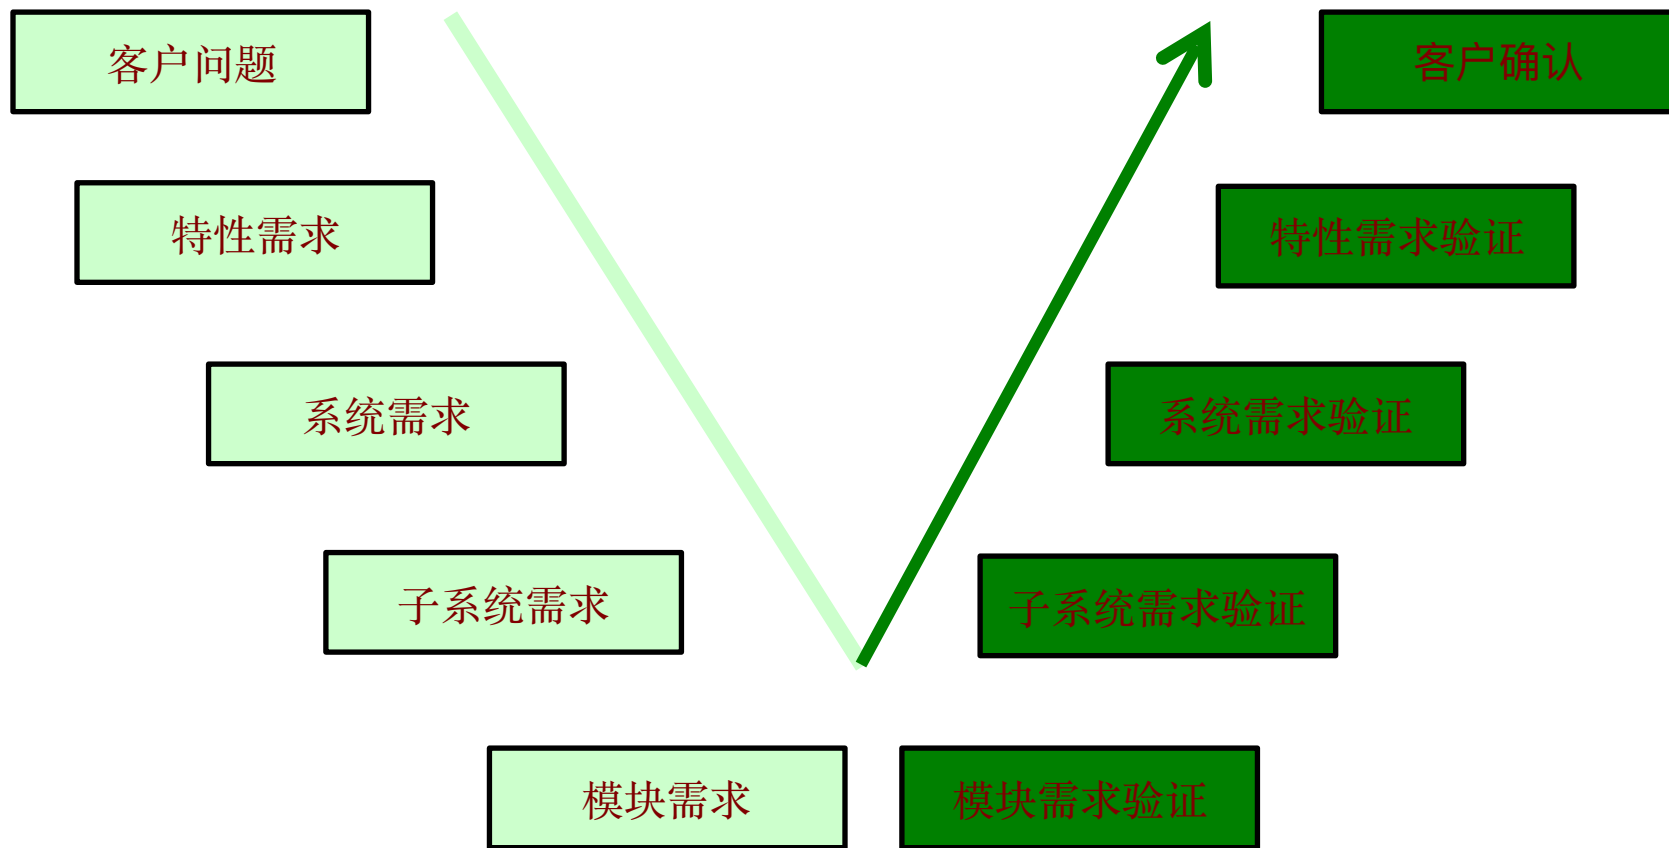 客户问题
客户确认
特性需求
特性需求验证
系统需求
系统需求验证
子系统需求
子系统需求验证
模块需求
模块需求验证